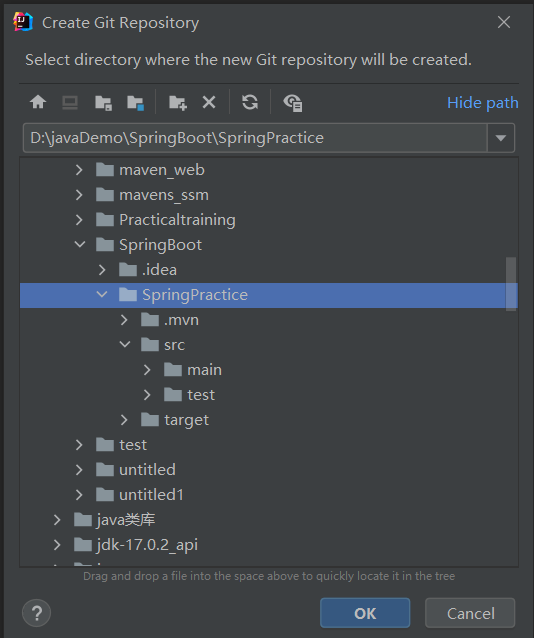 Create Git Repository
Select directory where the new Git repository will be created.
Hide path
D:\javaDemo\SpringBoot\SpringPractice
maven_web
mavens_ssm
Practicaltraining
SpringBoot
.idea
SpringPractice
.mvn
src
main
test
target
test
untitled
untitled1
java类库
jdk-17.0.2_api
Drag and drop a file into the space above to quickly locate it in the tree
?
OK
Cancel